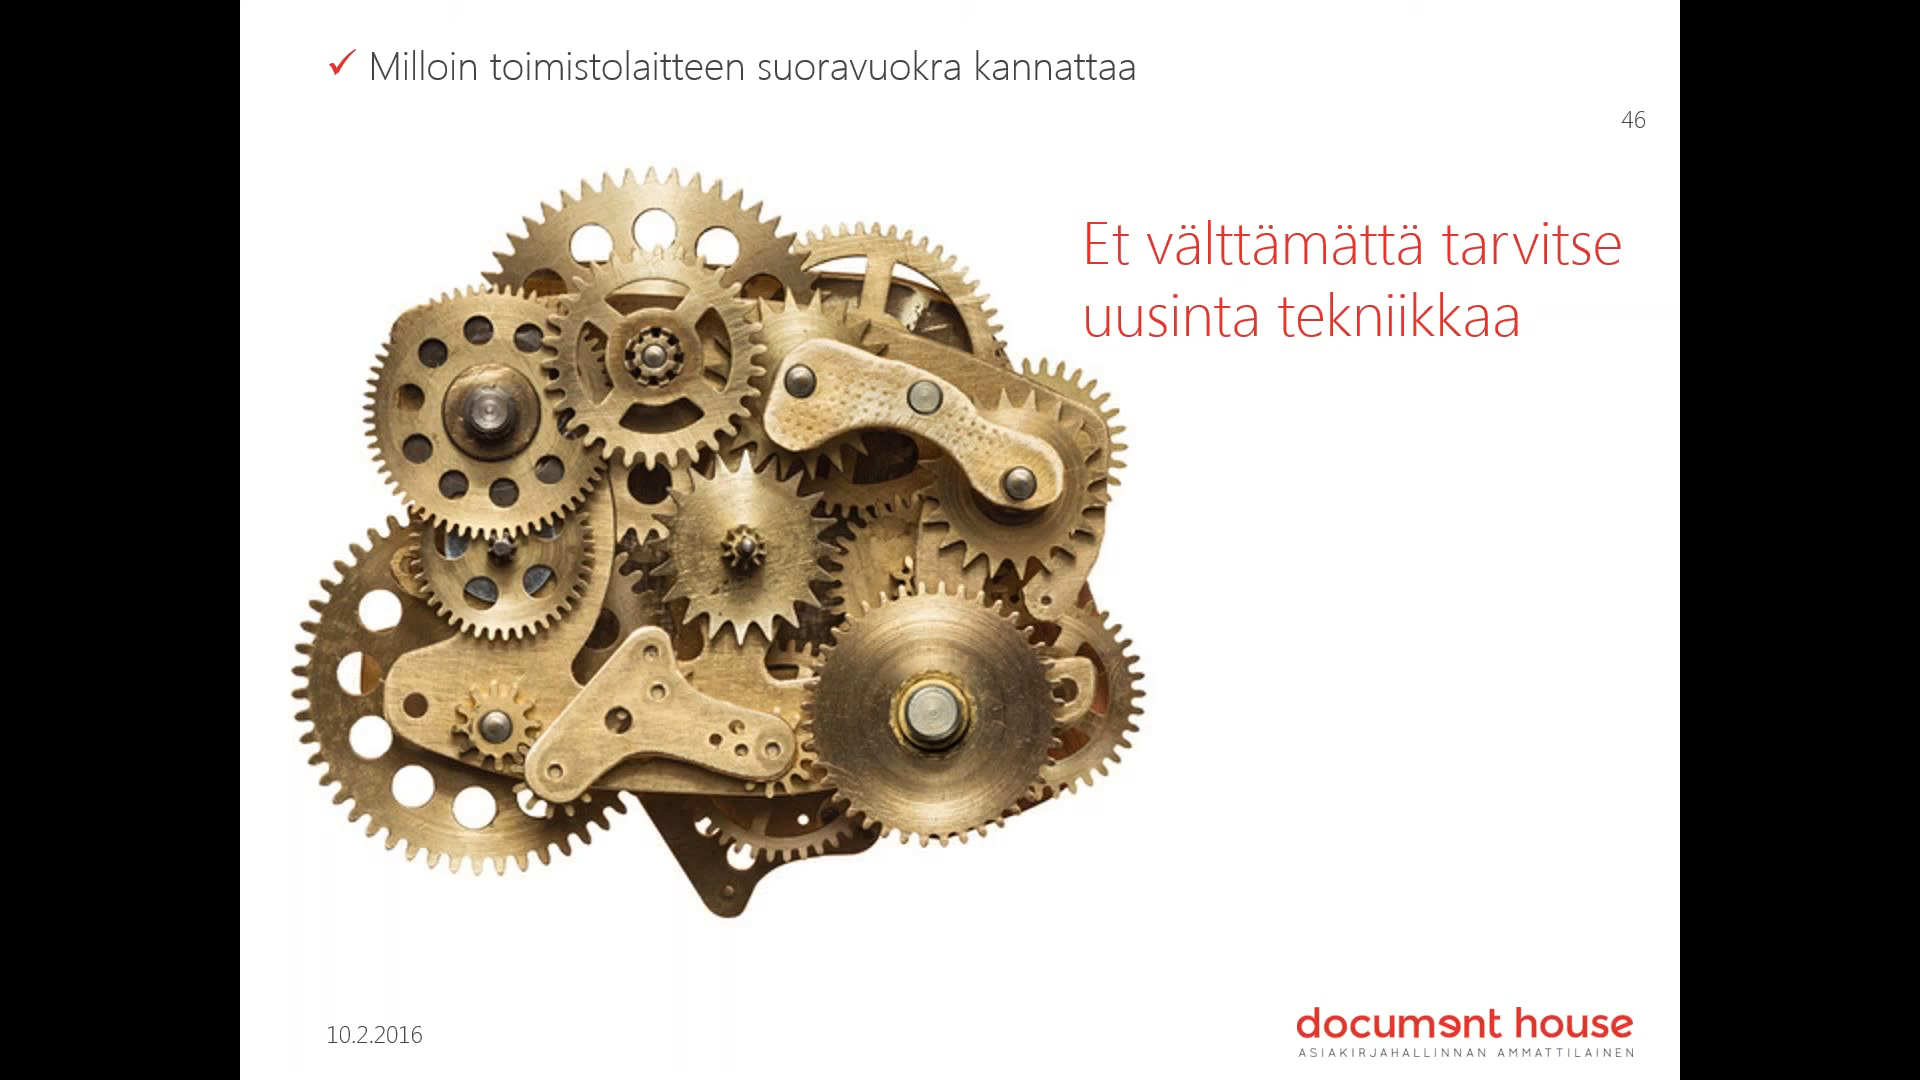 ✓ Milloin toimistolaitteen suoravuokra kannattaa
46
Et välttämättä tarvitse
uusinta tekniikkaa
10.2.2016
document house
ASIAKIRJAHALLINNAN AMMATTILAINEN